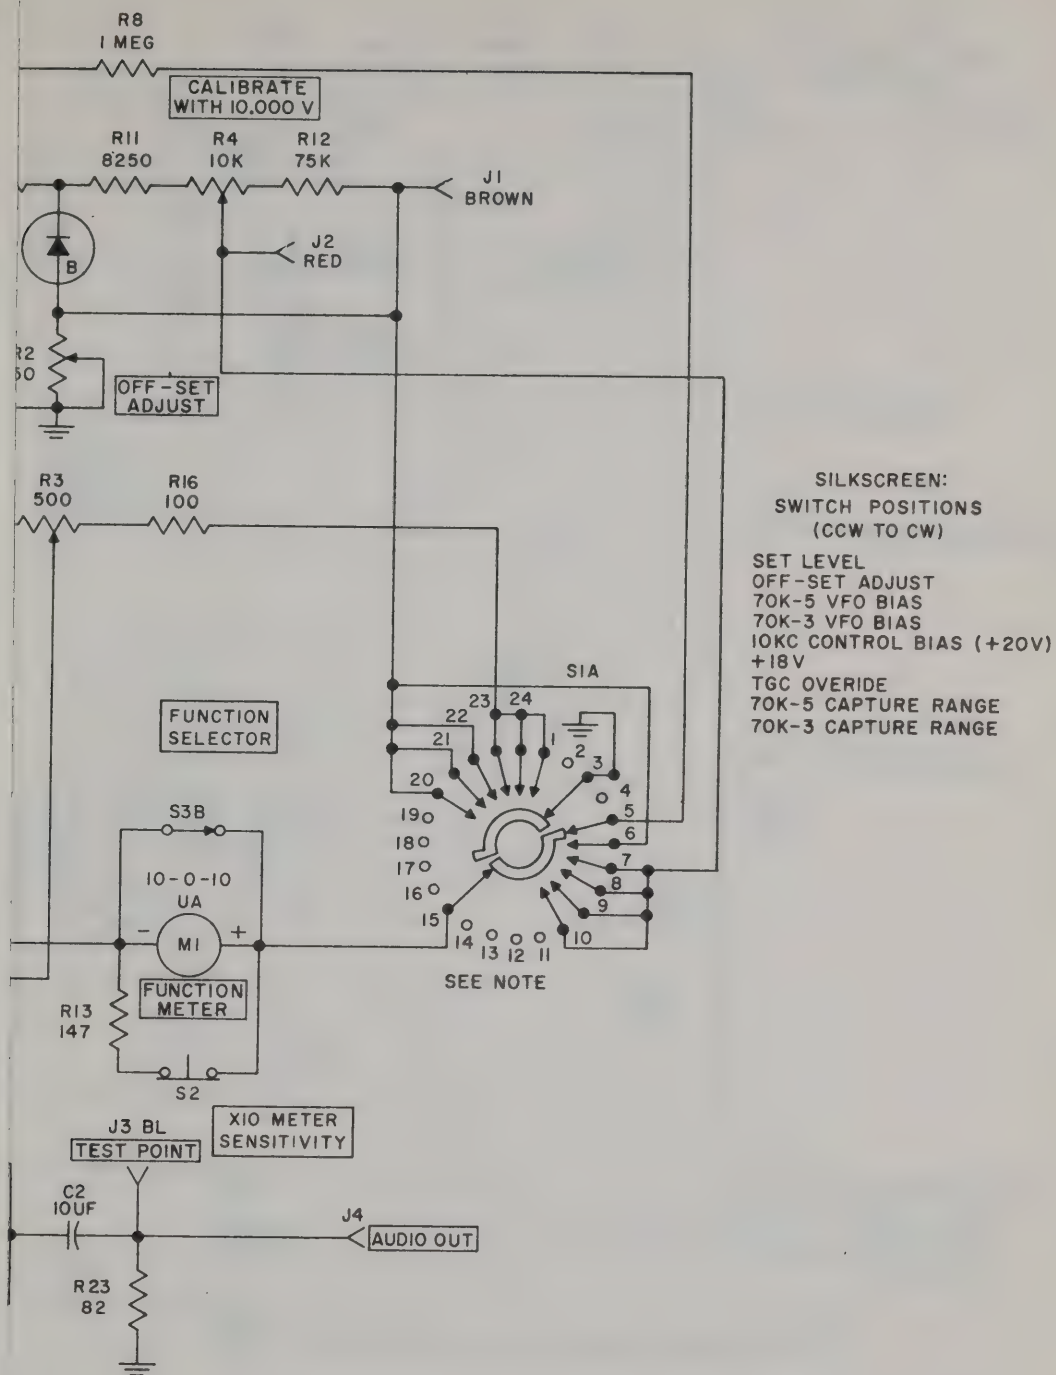 R8
1 MEG
CALIBRATE
WITH 10.000 V
R11
8250
R4
10K
R12
75K
J1
BROWN
J2
RED
B
R2
50
OFF-SET
ADJUST
R3
500
R16
100
SILKSCREEN:
SWITCH POSITIONS
(CCW TO CW)
SET LEVEL
OFF-SET ADJUST
70K-5 VFO BIAS
70K-3 VFO BIAS
10KC CONTROL BIAS (+20V)
+18V
TGC OVERIDE
70K-5 CAPTURE RANGE
70K-3 CAPTURE RANGE
S1A
FUNCTION
SELECTOR
23
24
22
21
20
19
18
17
16
15
14
13
12
11
10
9
8
7
6
5
4
3
2
1
SEE NOTE
S3B
10-0-10
UA
-
M1
+
FUNCTION
METER
R13
147
S2
X10 METER
SENSITIVITY
J3 BL
TEST POINT
C2
10UF
J4
AUDIO OUT
R23
82